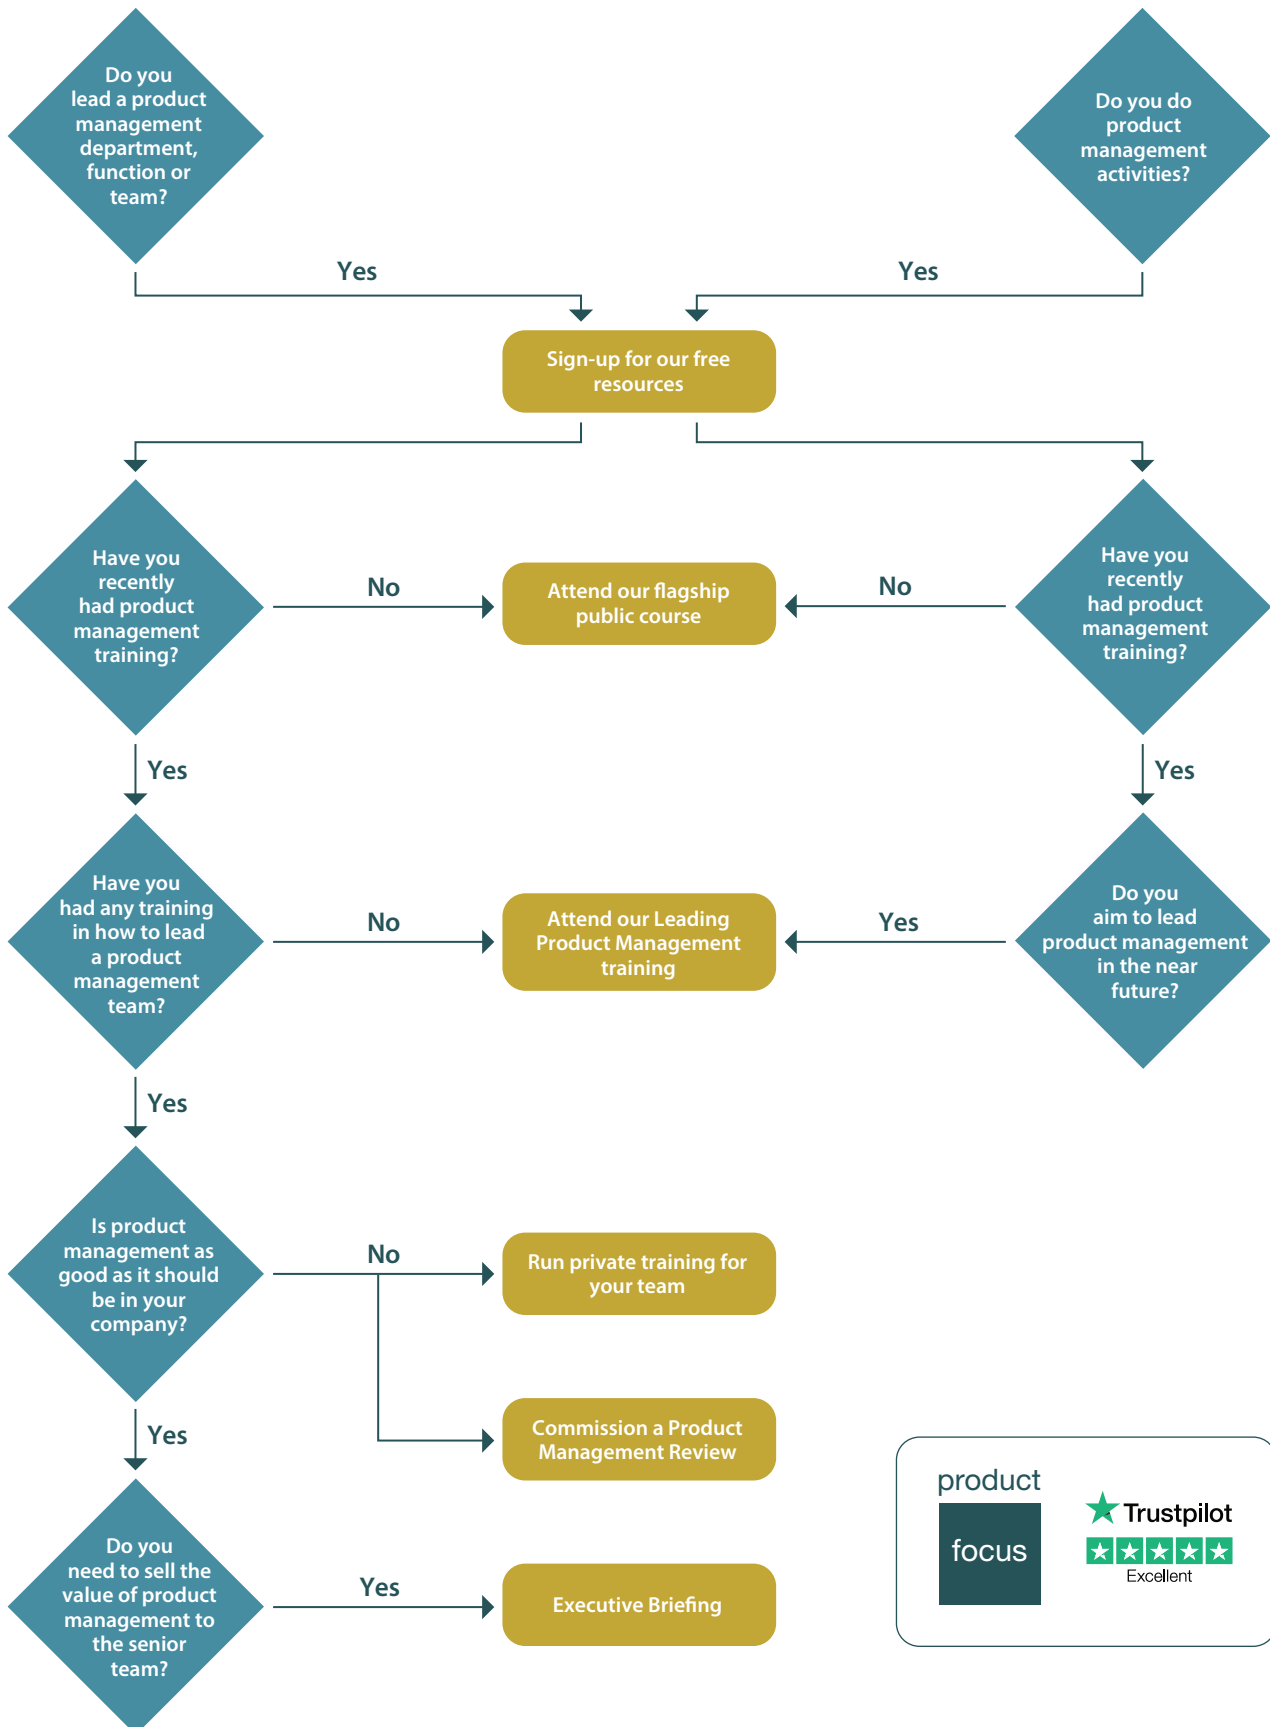 Do you
lead a product
management
department,
function or
team?
Do you do
product
management
activities?
Yes
Yes
Sign-up for our free
resources
Have you
recently
had product
management
training?
No
Attend our flagship
public course
No
Have you
recently
had product
management
training?
Yes
Yes
Have you
had any training
in how to lead
a product
management
team?
No
Attend our Leading
Product Management
training
Yes
Do you
aim to lead
product management
in the near
future?
Yes
Is product
management as
good as it should
be in your
company?
No
Run private training for
your team
Commission a Product
Management Review
Yes
Do you
need to sell the
value of product
management to
the senior
team?
Yes
Executive Briefing
product
focus
Trustpilot
Excellent